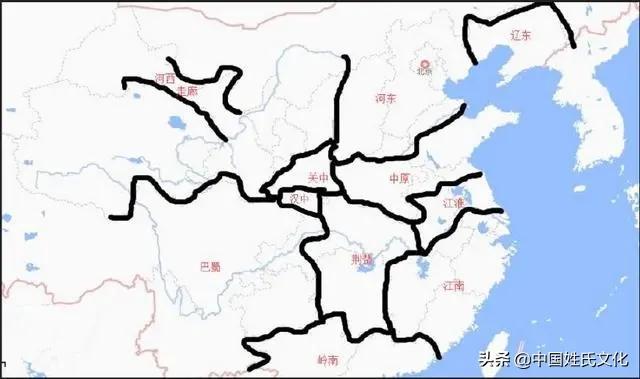 辽东
河西
走廊
北京
河东
关中
中原
汉中
江淮
荆楚
巴蜀
江南
岭南
头条 @中国姓氏文化